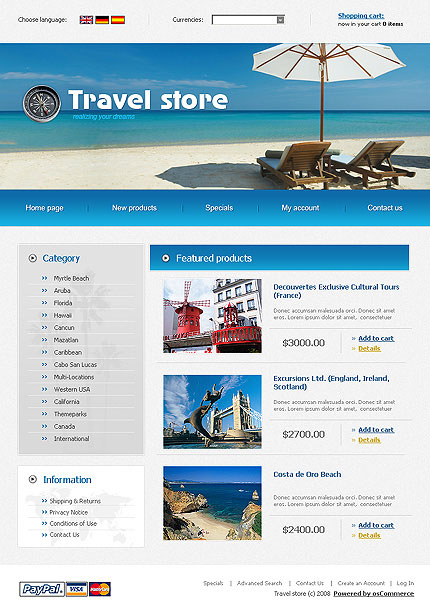 Choose language:
Currencies:
Shopping cart:
now in your cart 0 items
Travel store
realizing your dreams
Home page
New products
Specials
My account
Contact us
Category
Myrtle Beach
Aruba
Florida
Hawaii
Cancun
Mazatlan
Caribbean
Cabo San Lucas
Multi-Locations
Western USA
California
Themeparks
Canada
International
Information
Shipping & Returns
Privacy Notice
Conditions of Use
Contact Us
Featured products
Decouvertes Exclusive Cultural Tours
(France)
Donec accumsan malesuada orci. Donec sit amet
eros. Lorem ipsum dolor sit amet, consectetuer
$3000.00
Add to cart
Details
Excursions Ltd. (England, Ireland,
Scotland)
Donec accumsan malesuada orci. Donec sit amet
eros. Lorem ipsum dolor sit amet, consectetuer
$2700.00
Add to cart
Details
Costa de Oro Beach
Donec accumsan malesuada orci. Donec sit amet
eros. Lorem ipsum dolor sit amet, consectetuer
$2400.00
Add to cart
Details
PayPal VISA MasterCard
Specials | Advanced Search | Contact Us | Create an Account | Log In
Travel store (c) 2008 Powered by osCommerce